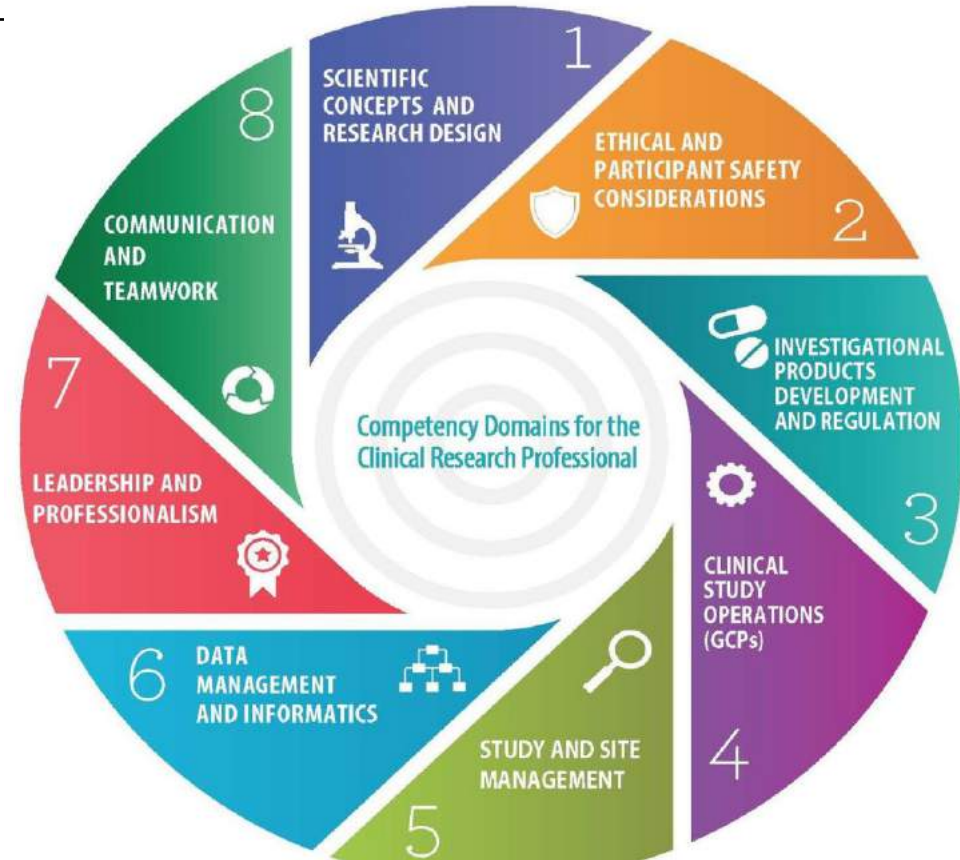 1
SCIENTIFIC
CONCEPTS AND
RESEARCH DESIGN
ETHICAL AND
PARTICIPANT SAFETY
CONSIDERATIONS
2
INVESTIGATIONAL
PRODUCTS
DEVELOPMENT
AND REGULATION
3
CLINICAL
STUDY
OPERATIONS
(GCPs)
4
STUDY AND SITE
MANAGEMENT
5
6
DATA
MANAGEMENT
AND INFORMATICS
7
LEADERSHIP AND
PROFESSIONALISM
8
COMMUNICATION
AND
TEAMWORK
Competency Domains for the
Clinical Research Professional